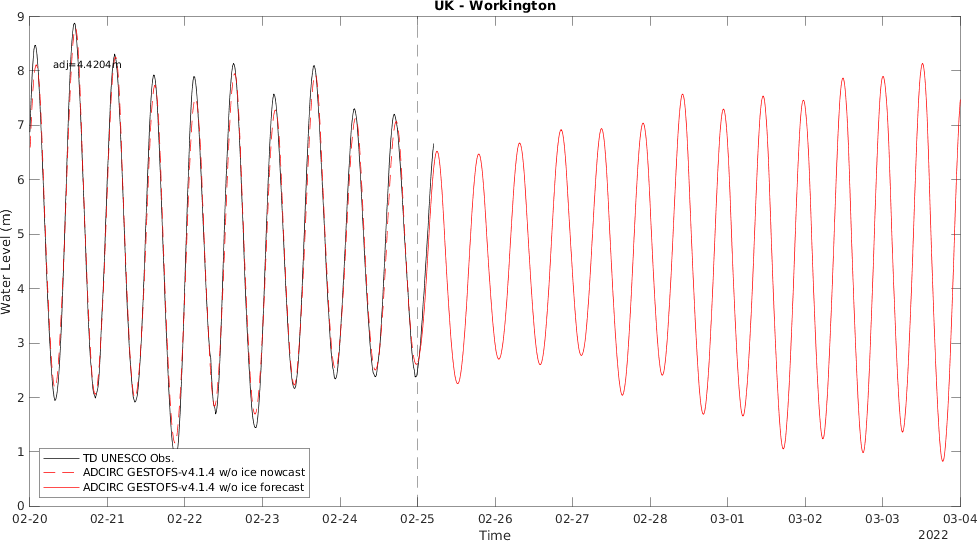 UK - Workington
9
8
7
6
5
4
3
2
1
0
Water Level (m)
adj=4.4204m
TD UNESCO Obs.
ADCIRC GESTOFS-v4.1.4 w/o ice nowcast
ADCIRC GESTOFS-v4.1.4 w/o ice forecast
02-20 02-21 02-22 02-23 02-24 02-25 02-26 02-27 02-28 03-01 03-02 03-03 03-04
Time
2022